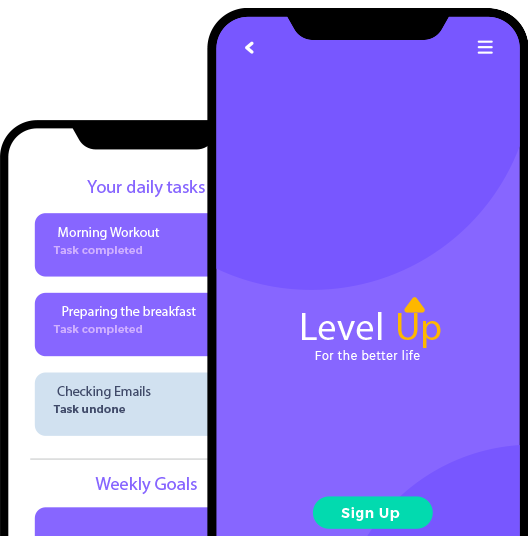 Your daily tasks
Morning Workout
Task completed
Preparing the breakfast
Task completed
Checking Emails
Task undone
Weekly Goals
Level Up
For the better life
Sign Up